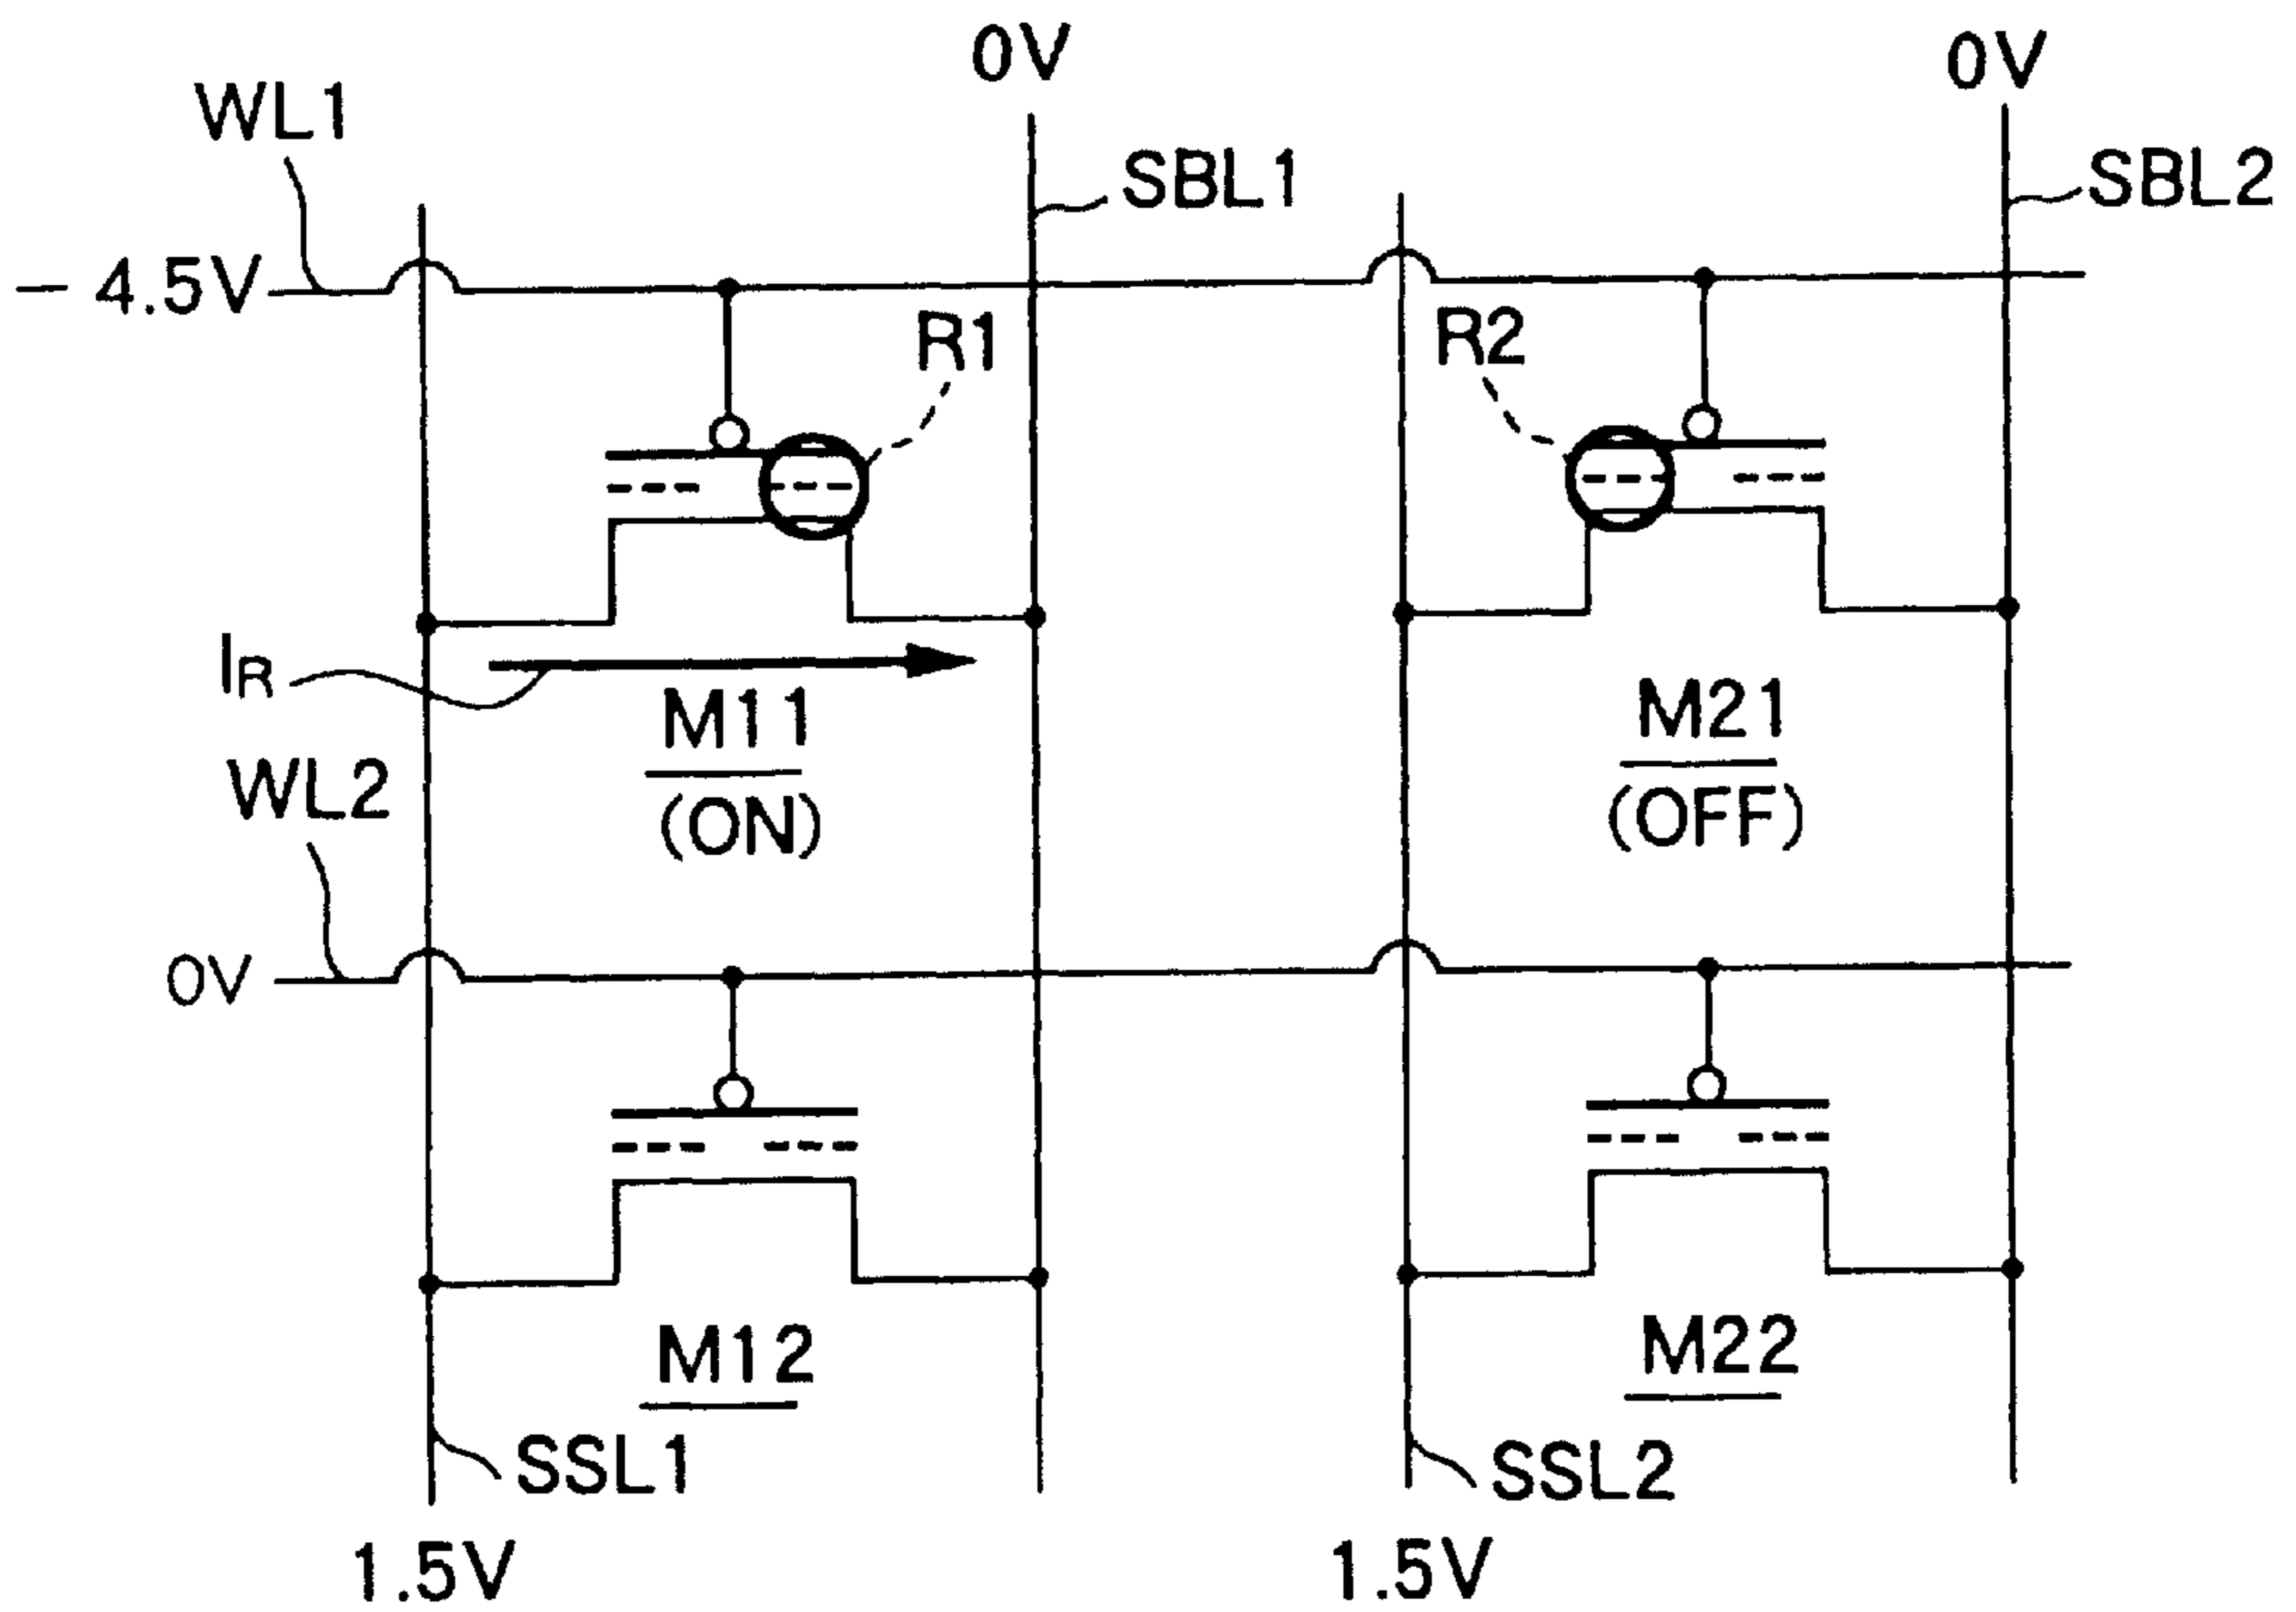 0V
0V
WL1
SBL1
SBL2
- 4.5V
R1
R2
IR
M11
(ON)
M21
(OFF)
WL2
0V
M12
M22
SSL1
SSL2
1.5V
1.5V